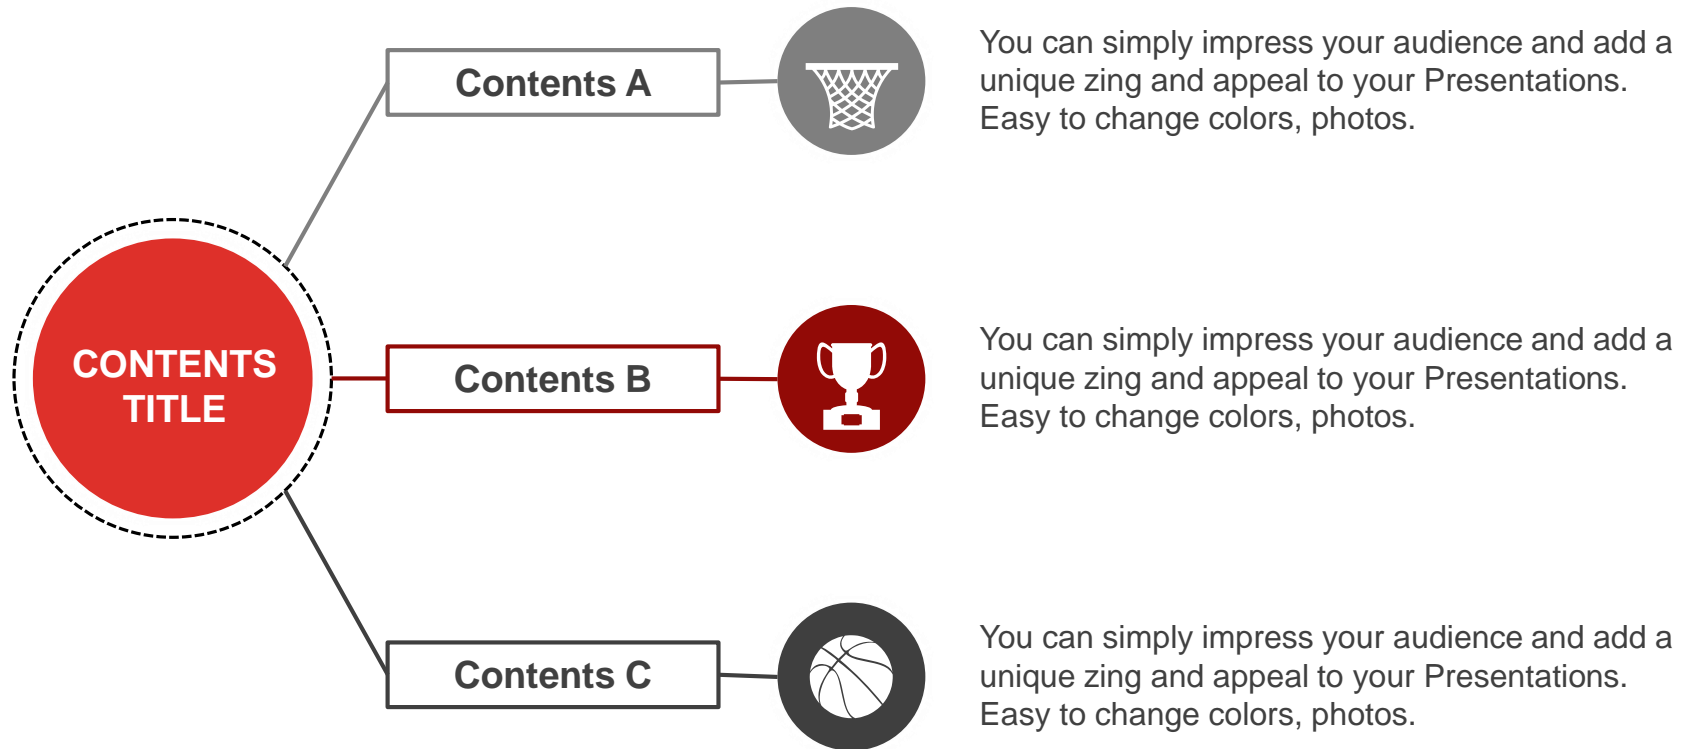 Contents A
You can simply impress your audience and add a
unique zing and appeal to your Presentations.
Easy to change colors, photos.
CONTENTS
TITLE
Contents B
You can simply impress your audience and add a
unique zing and appeal to your Presentations.
Easy to change colors, photos.
Contents C
You can simply impress your audience and add a
unique zing and appeal to your Presentations.
Easy to change colors, photos.